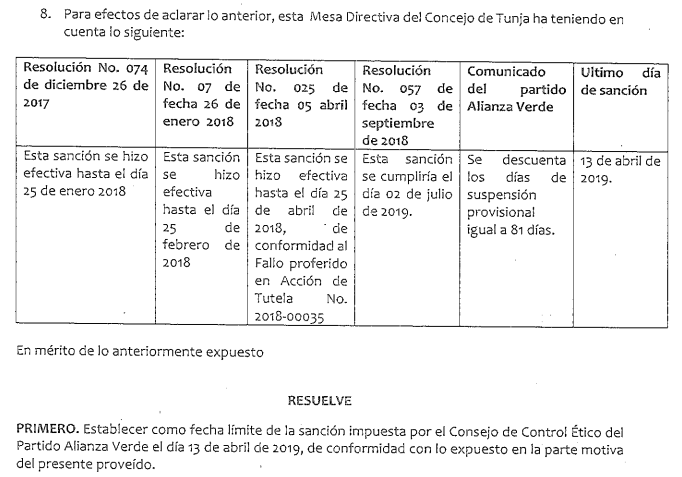 8. Para efectos de aclarar lo anterior, esta Mesa Directiva del Concejo de Tunja ha teniendo en
cuenta lo siguiente:
Resolución No. 074
de diciembre 26 de
2017
Resolución
No. 07 de
fecha 26 de
enero 2018
Resolución
No. 025 de
fecha 05 abril
2018
Resolución
No. 057 de
fecha 03 de
septiembre
de 2018
Comunicado
del partido
Alianza Verde
Ultimo día
de sanción
Esta sanción se hizo
efectiva hasta el día
25 de enero 2018
Esta sanción
se hizo
efectiva
hasta el día
25 de
febrero de
2018
Esta sanción se
hizo efectiva
hasta el día 25
de abril de
2018, de
conformidad al
Fallo proferido
en Acción de
Tutela No.
2018-00035
Esta sanción
se cumpliría el
día 02 de julio
de 2019.
Se descuenta
los días de
suspensión
provisional
igual a 81 días.
13 de abril de
2019.
En mérito de lo anteriormente expuesto
RESUELVE
PRIMERO. Establecer como fecha límite de la sanción impuesta por el Consejo de Control Ético del
Partido Alianza Verde el día 13 de abril de 2019, de conformidad con lo expuesto en la parte motiva
del presente proveído.